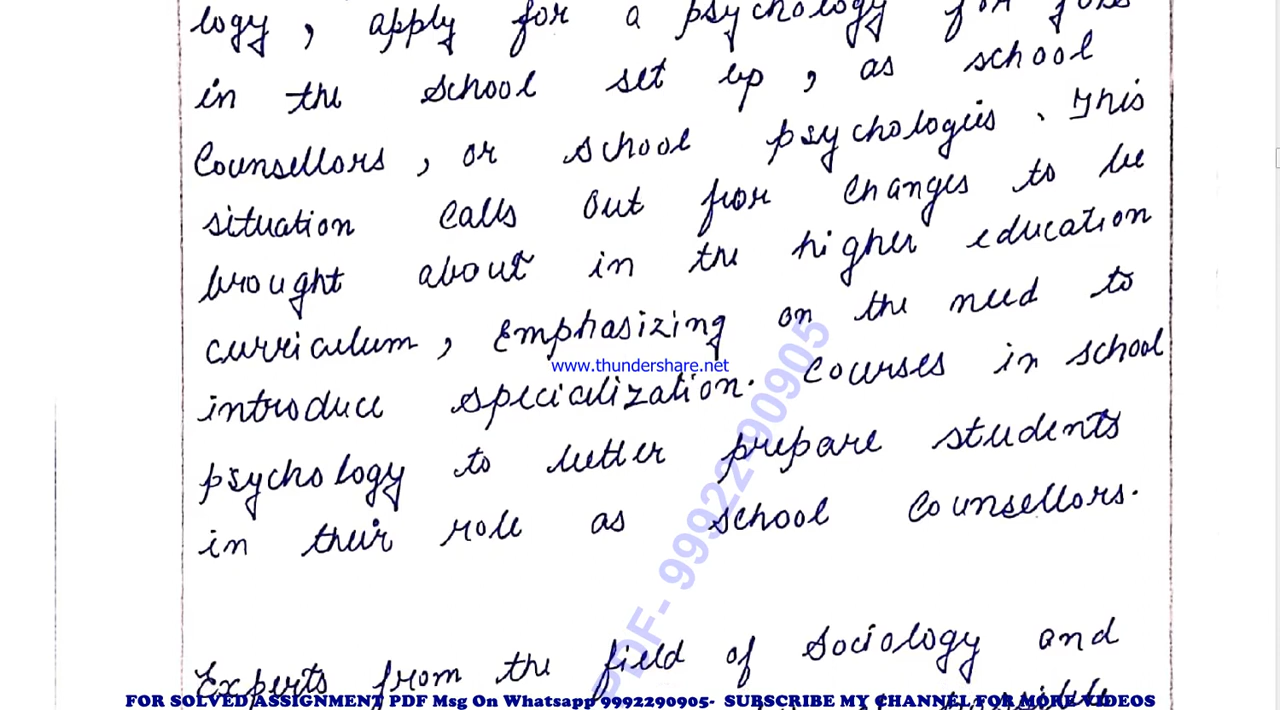 logy, apply for a psychology for jobs
in the school set up, as school
Counsellors, or school psychologiis. This
situation calls out for changes to be
brought about in the higher education
curriculum, emphasizing on the need to
www.thundershare.net
introduce specialization. courses in school
psychology to better prepare students
in their role as school counsellors.
PDF- 9992290905
Experts from the field of Sociology and
FOR SOLVED ASSIGNMENT PDF Msg On Whatsapp 9992290905- SUBSCRIBE MY CHANNEL FOR MORE VIDEOS